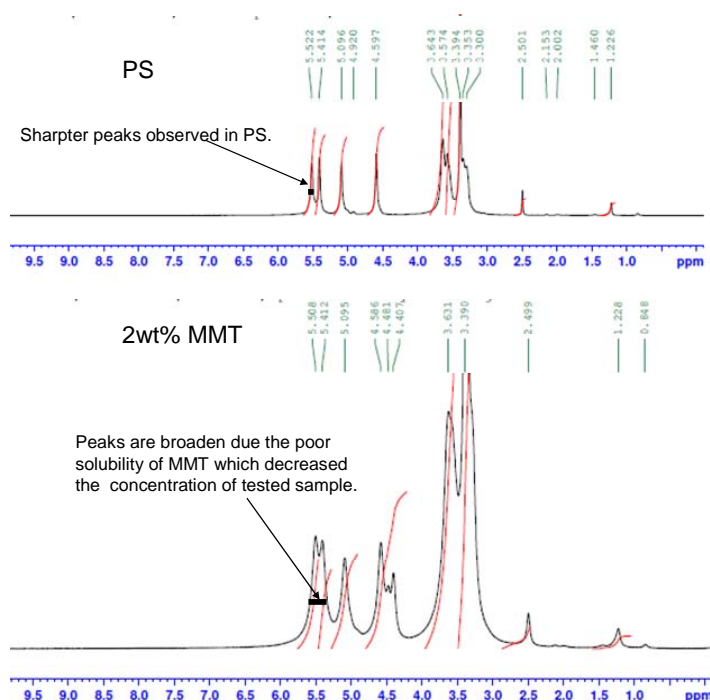 5.522 5.414 5.096 4.920 4.597 3.643 3.574 3.394 3.353 3.300 2.501 2.153 2.002 1.460 1.226
PS
Sharpter peaks observed in PS.
9.5 9.0 8.5 8.0 7.5 7.0 6.5 6.0 5.5 5.0 4.5 4.0 3.5 3.0 2.5 2.0 1.5 1.0 ppm
5.508 5.412 5.095 4.586 4.481 4.407 3.631 3.390 2.499 1.228 0.848
2wt% MMT
Peaks are broaden due the poor
solubility of MMT which decreased
the concentration of tested sample.
9.5 9.0 8.5 8.0 7.5 7.0 6.5 6.0 5.5 5.0 4.5 4.0 3.5 3.0 2.5 2.0 1.5 1.0 ppm